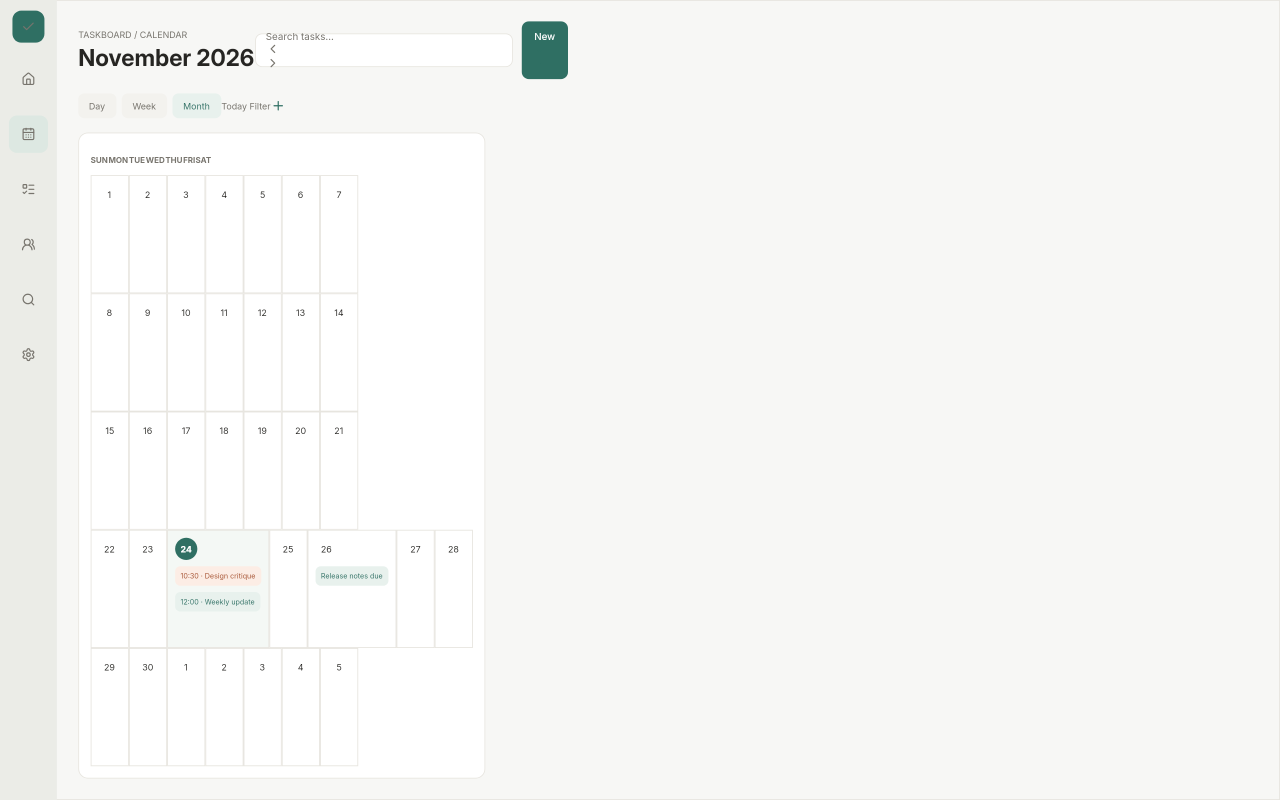 TASKBOARD / CALENDAR
November 2026
Search tasks...
New
Day Week Month Today Filter
SUNMONTUEWEDTHUFRISAT
1 2 3 4 5 6 7
8 9 10 11 12 13 14
15 16 17 18 19 20 21
22 23 24 25 26 27 28
10:30 · Design critique
Release notes due
12:00 · Weekly update
29 30 1 2 3 4 5